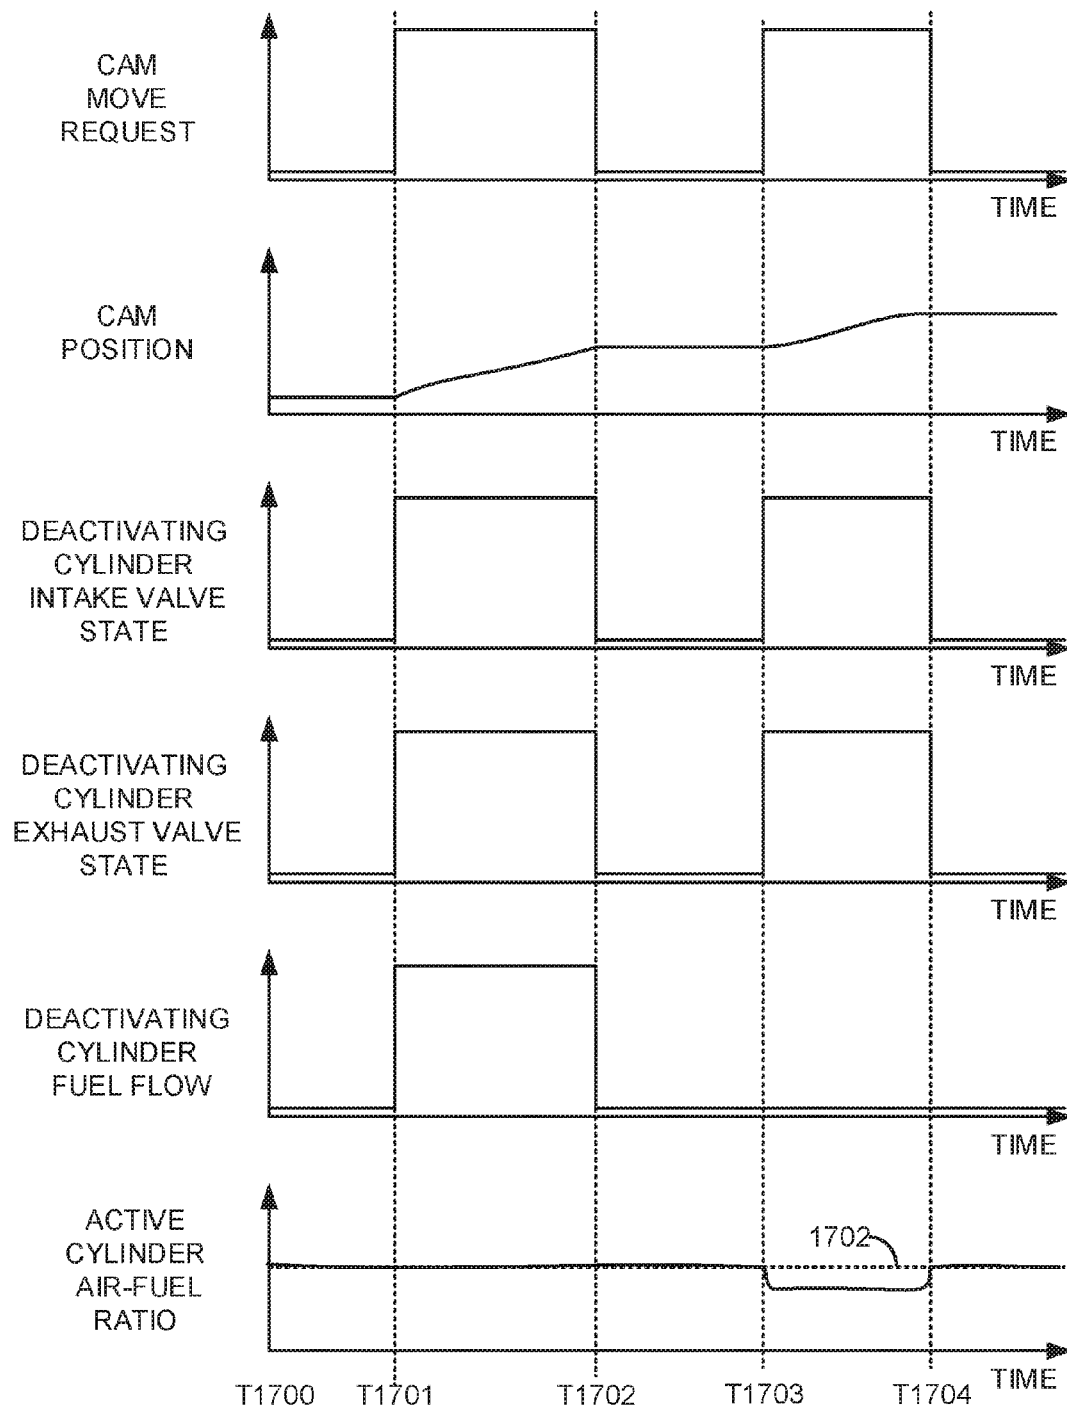 CAM
MOVE
REQUEST
TIME
CAM
POSITION
TIME
DEACTIVATING
CYLINDER
INTAKE VALVE
STATE
TIME
DEACTIVATING
CYLINDER
EXHAUST VALVE
STATE
TIME
DEACTIVATING
CYLINDER
FUEL FLOW
TIME
ACTIVE
CYLINDER
AIR-FUEL
RATIO
1702
TIME
T1700 T1701 T1702 T1703 T1704